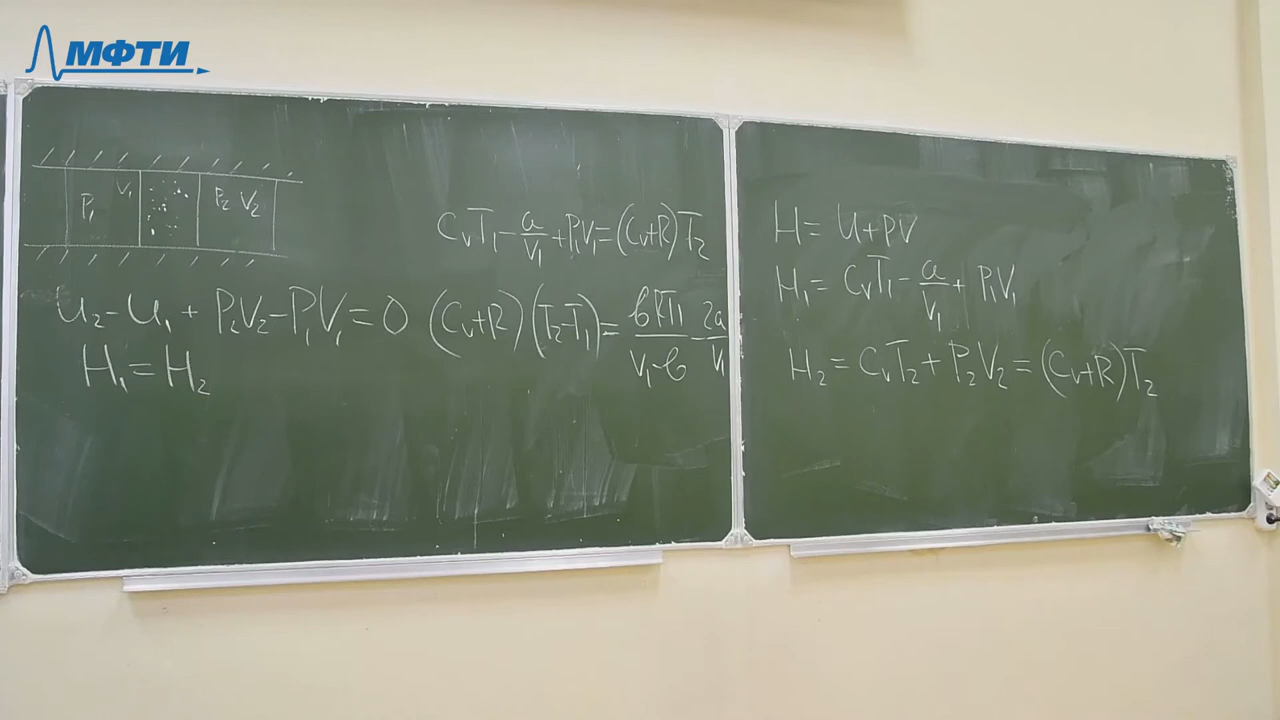 МФТИ
P₁ V₁ P₂ V₂
CᵥT₁ - a/V₁ + P₁V₁ = (Cᵥ+R)T₂
U₂ - U₁ + P₂V₂ - P₁V₁ = 0
(Cᵥ+R)(T₂-T₁) = bRT₁/(V₁-b) - 2a/V₁
H₁ = H₂
H = U+PV
H₁ = CᵥT₁ - a/V₁ + P₁V₁
H₂ = CᵥT₂ + P₂V₂ = (Cᵥ+R)T₂